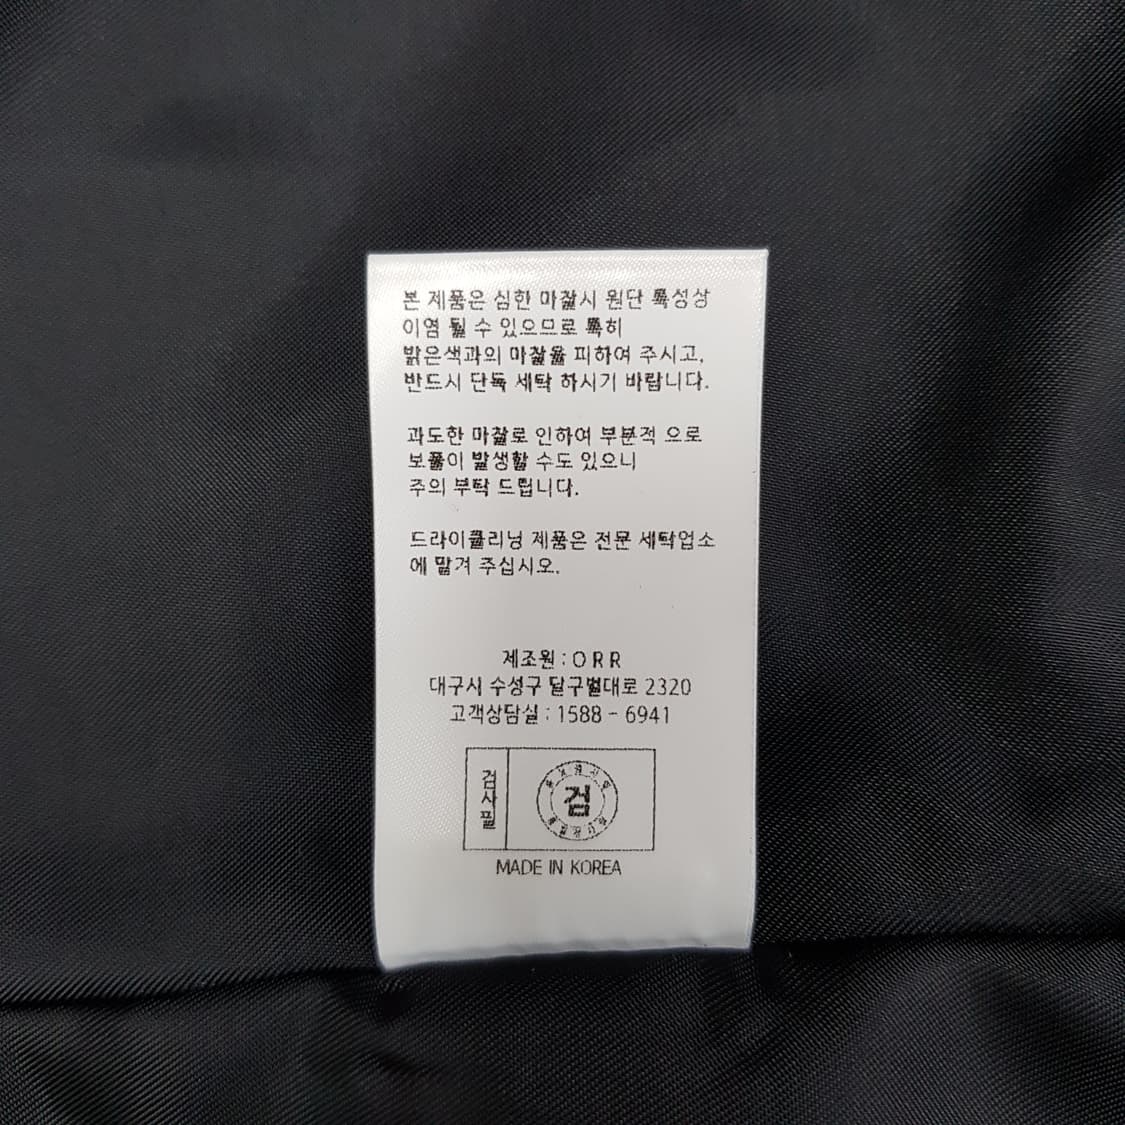 본 제품은 심한 마찰시 원단 특성상
이염 될 수 있으므로 특히
밝은색과의 마찰을 피하여 주시고,
반드시 단독 세탁 하시기 바랍니다.
과도한 마찰로 인하여 부분적 으로
보풀이 발생할 수도 있으니
주의 부탁 드립니다.
드라이클리닝 제품은 전문 세탁업소
에 맡겨 주십시오.
제조원 : O R R
대구시 수성구 달구벌대로 2320
고객상담실 : 1588 - 6941
검사필
검
MADE IN KOREA